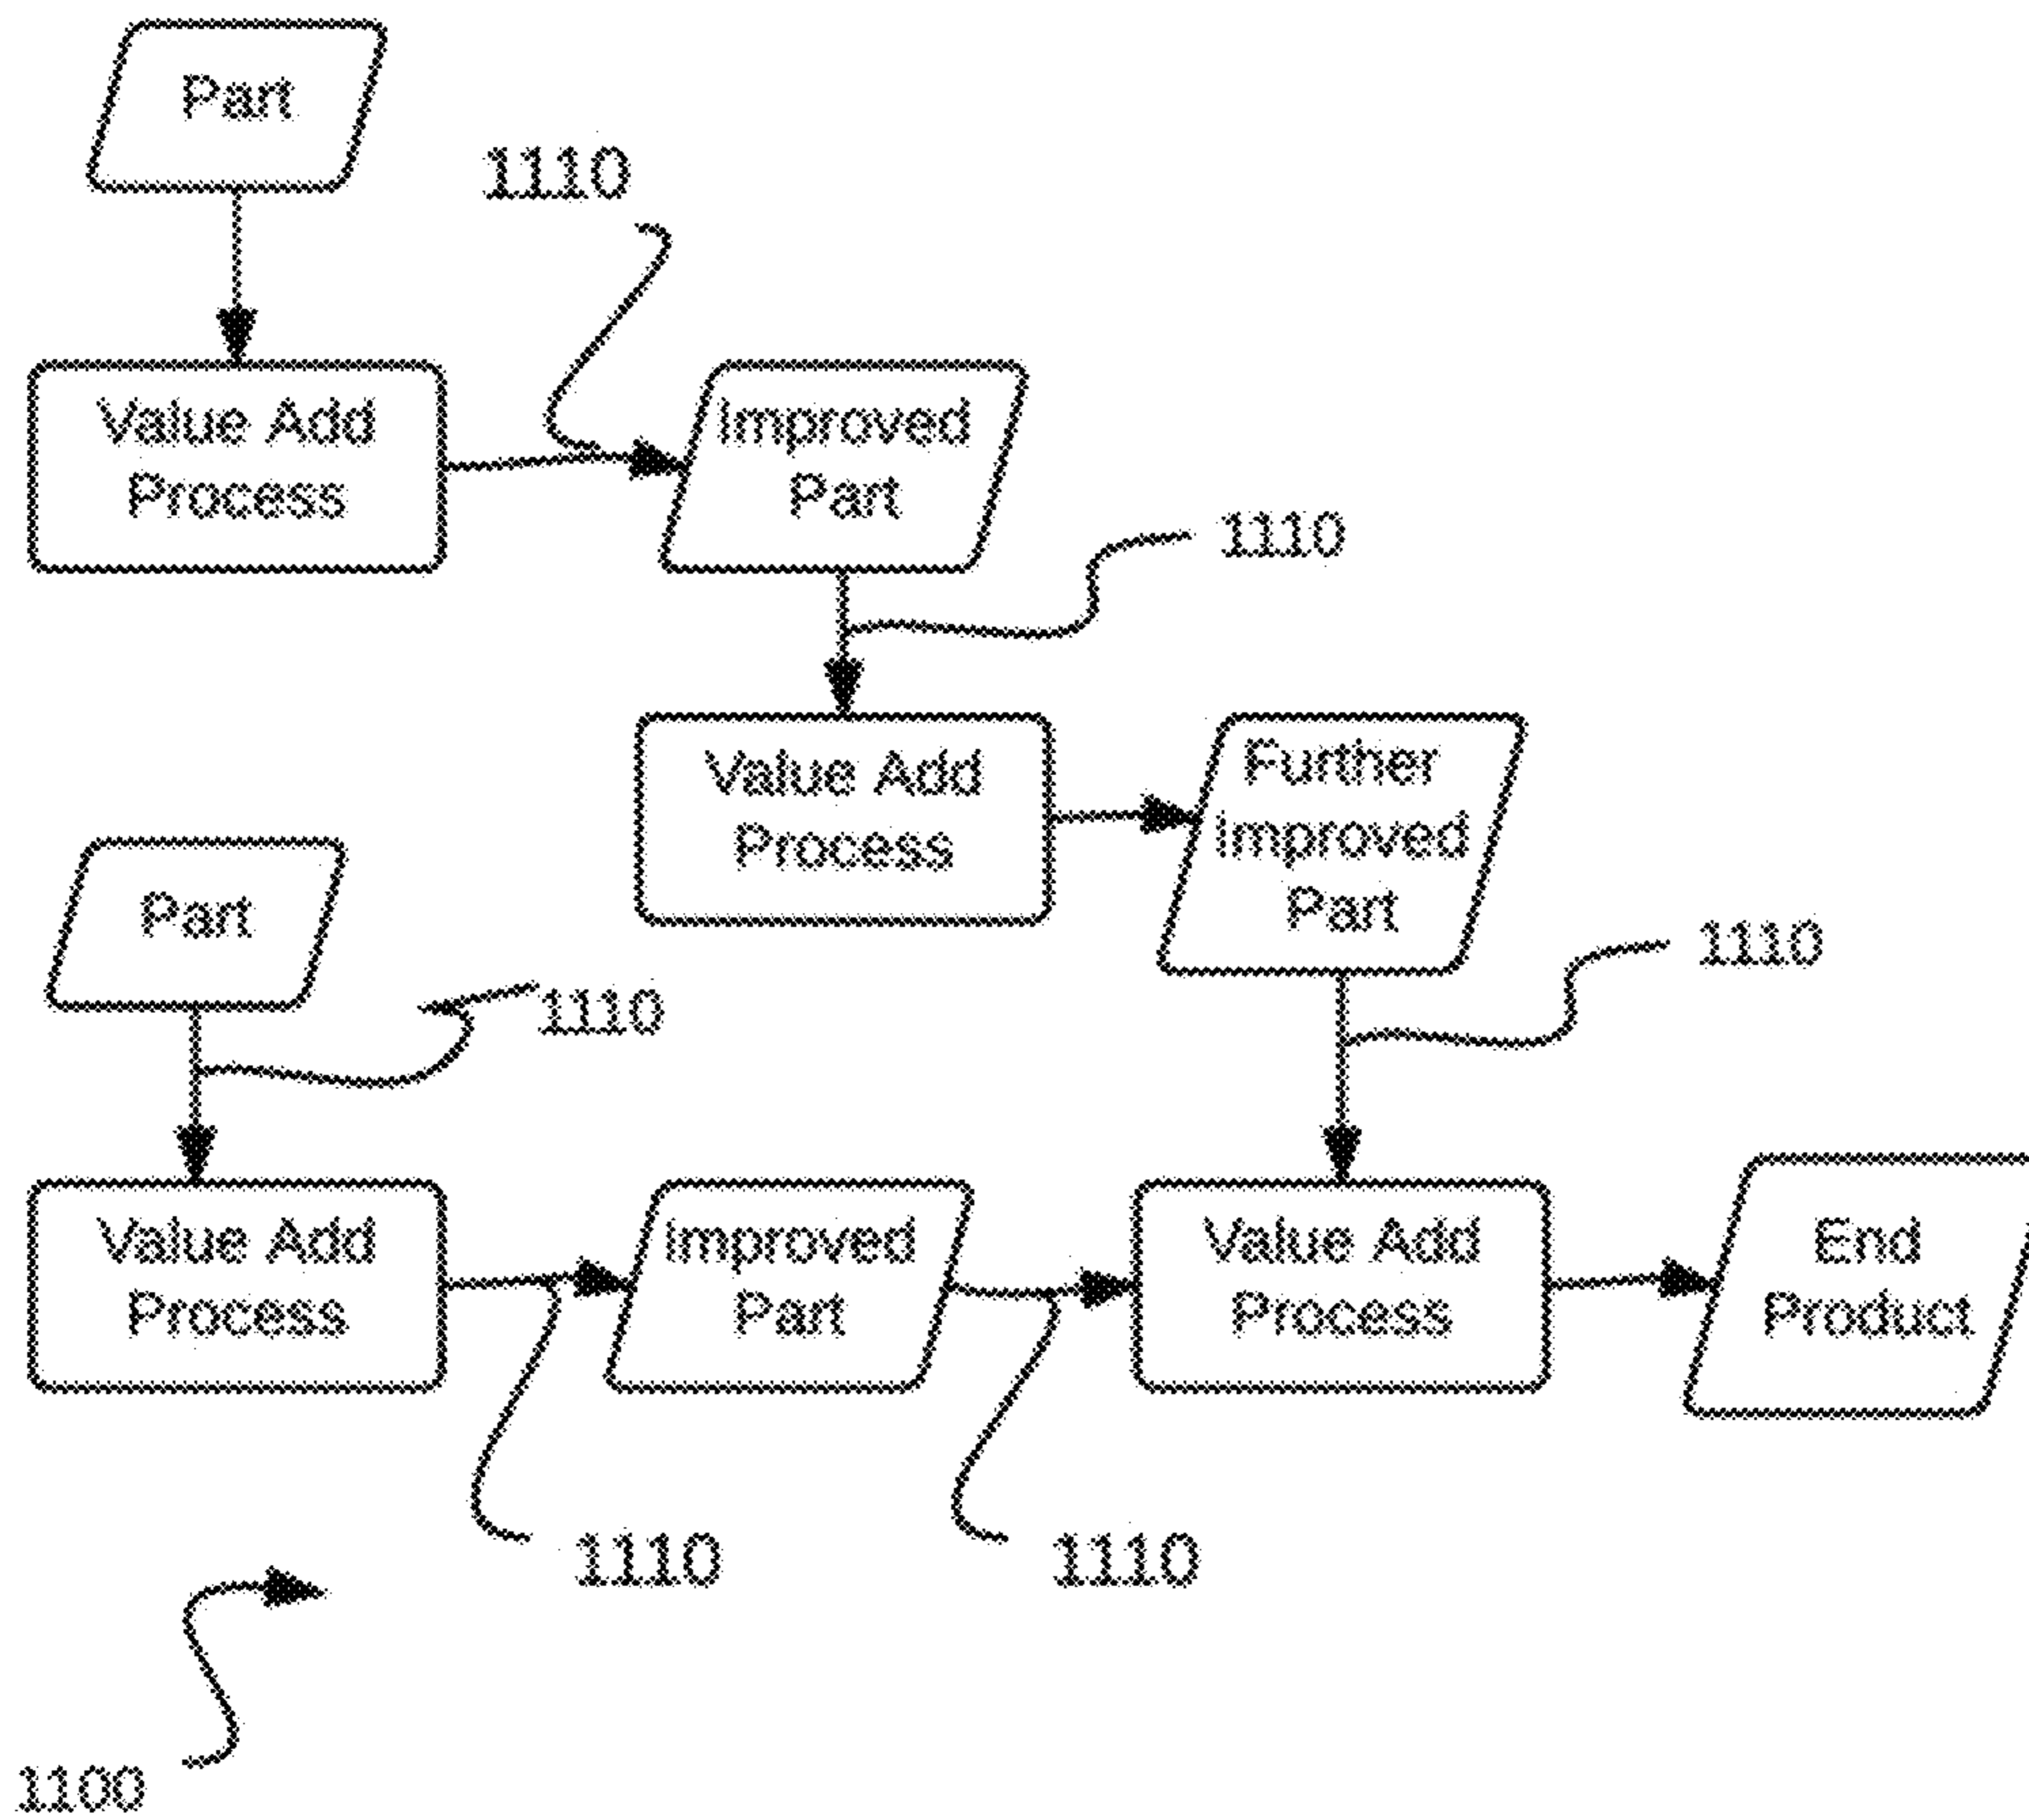 Part
1110
Value Add
Process
Improved
Part
1110
Value Add
Process
Further
Improved
Part
Part
1110
1110
Value Add
Process
Improved
Part
Value Add
Process
End
Product
1110
1110
1100